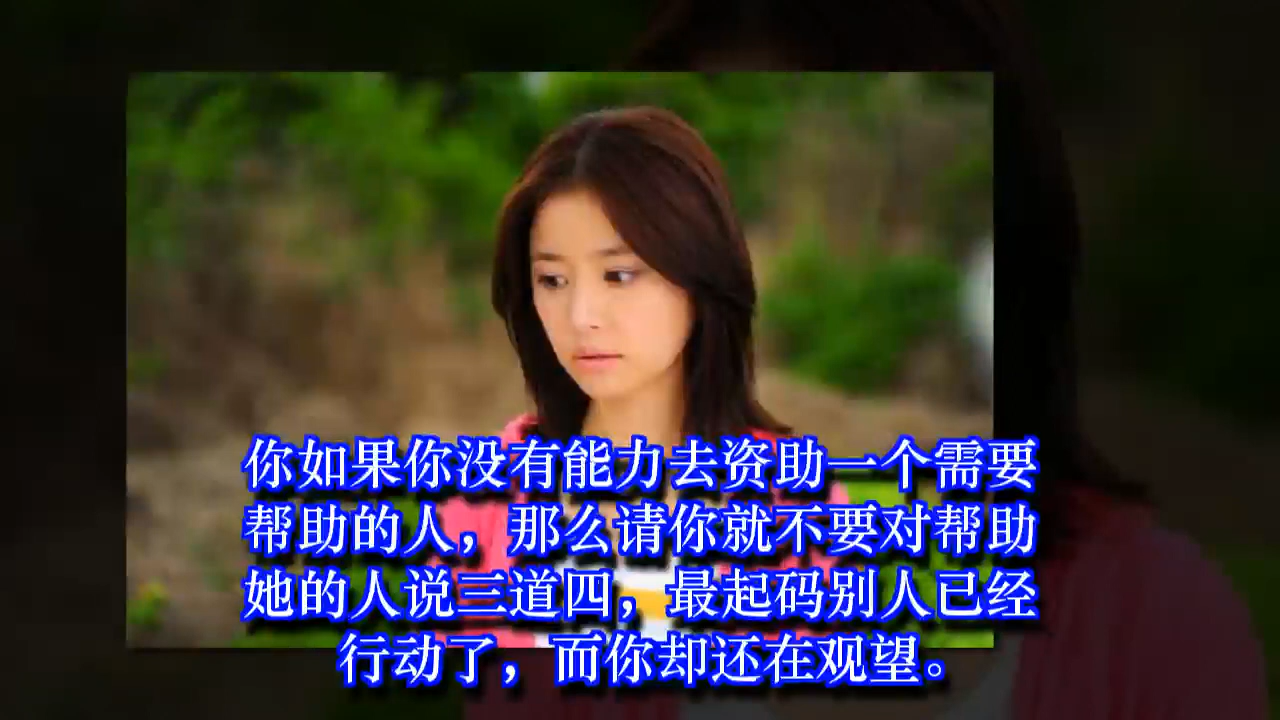 你如果你没有能力去资助一个需要
帮助的人，那么请你就不要对帮助
她的人说三道四，最起码别人已经
行动了，而你却还在观望。